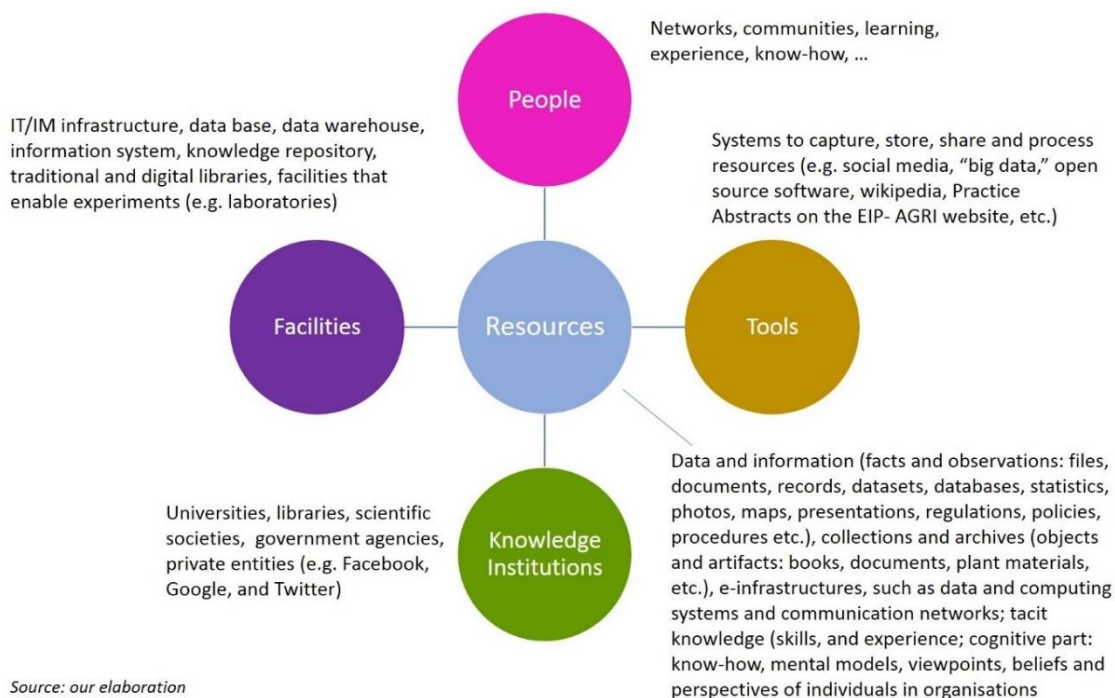 Networks, communities, learning,
experience, know-how, ...
People
IT/IM infrastructure, data base, data warehouse,
information system, knowledge repository,
traditional and digital libraries, facilities that
enable experiments (e.g. laboratories)
Systems to capture, store, share and process
resources (e.g. social media, “big data,” open
source software, wikipedia, Practice
Abstracts on the EIP- AGRI website, etc.)
Facilities
Resources
Tools
Universities, libraries, scientific
societies, government agencies,
private entities (e.g. Facebook,
Google, and Twitter)
Knowledge
Institutions
Data and information (facts and observations: files,
documents, records, datasets, databases, statistics,
photos, maps, presentations, regulations, policies,
procedures etc.), collections and archives (objects
and artifacts: books, documents, plant materials,
etc.), e-infrastructures, such as data and computing
systems and communication networks; tacit
knowledge (skills, and experience; cognitive part:
know-how, mental models, viewpoints, beliefs and
perspectives of individuals in organisations
Source: our elaboration